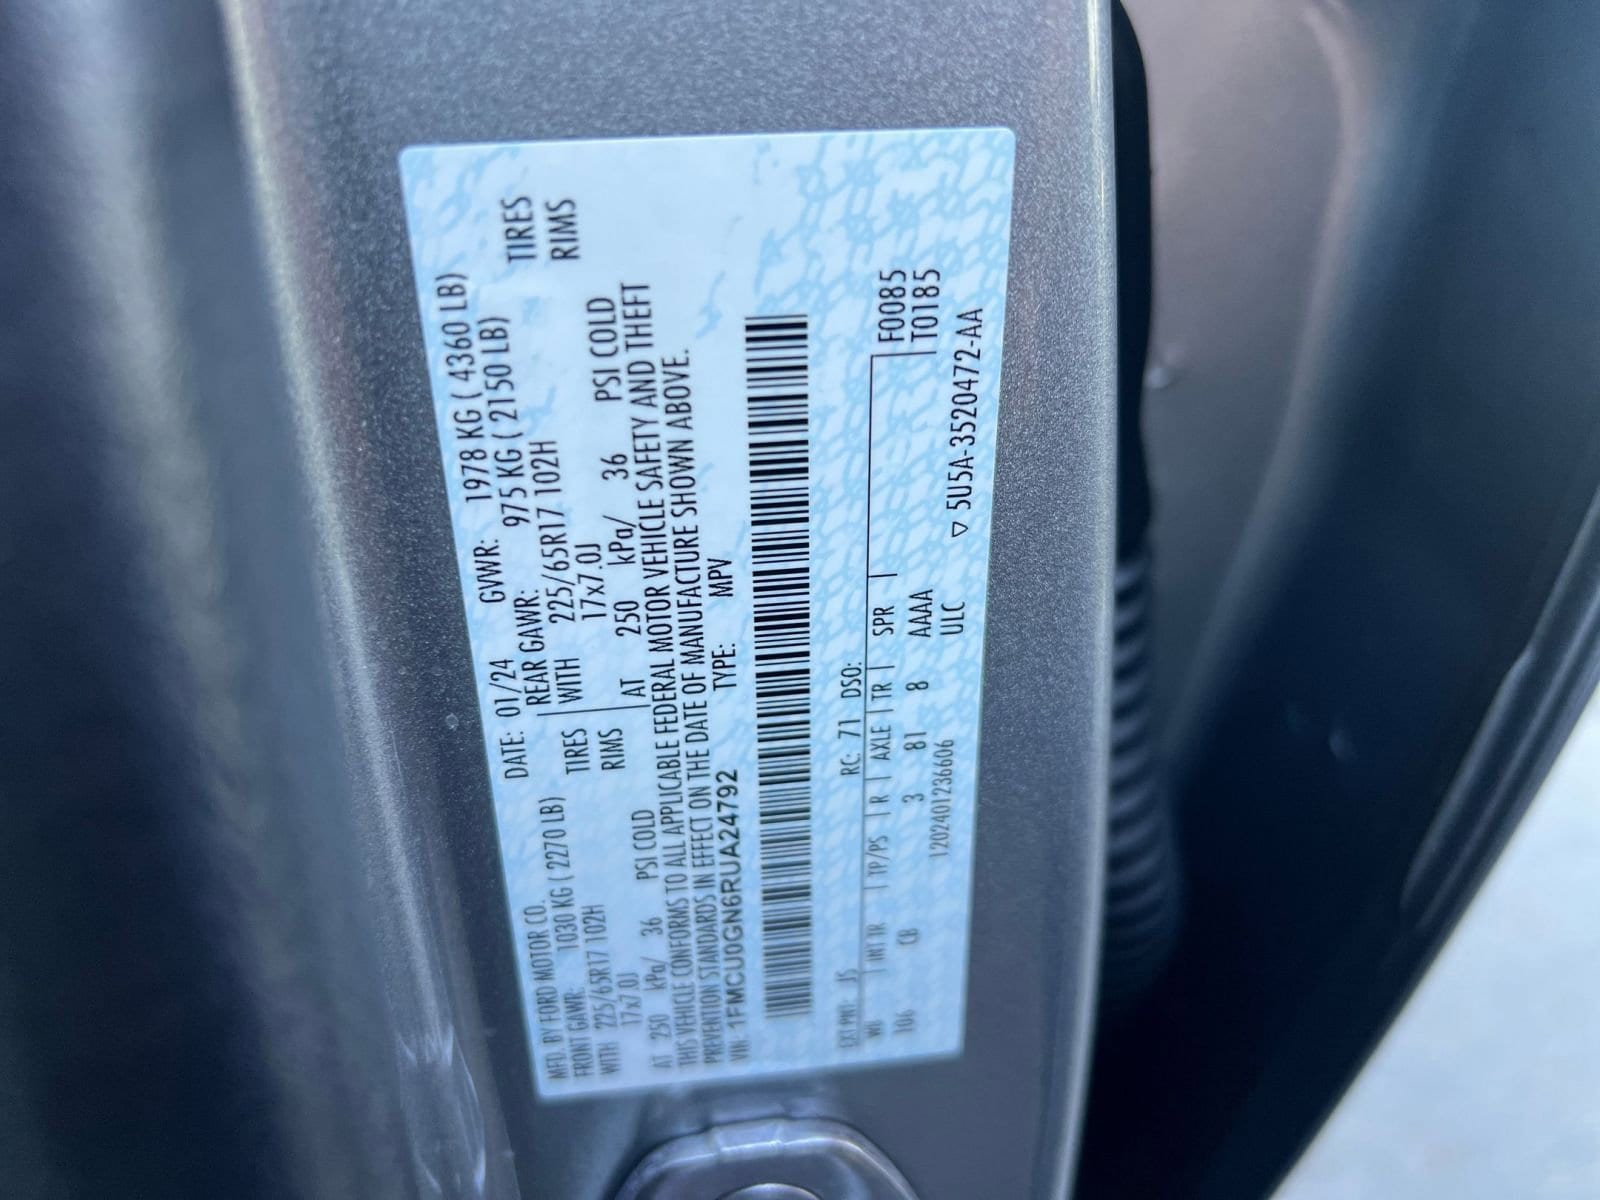 MFD. BY FORD MOTOR CO. DATE: 01/24 GVWR: 1978 KG ( 4360 LB)
FRONT GAWR: 1030 KG ( 2270 LB) REAR GAWR: 975 KG ( 2150 LB)
WITH 225/65R17 102H TIRES WITH 225/65R17 102H TIRES
17x7.0J RIMS 17x7.0J RIMS
AT 250 kPa/ 36 PSI COLD AT 250 kPa/ 36 PSI COLD
THIS VEHICLE CONFORMS TO ALL APPLICABLE FEDERAL MOTOR VEHICLE SAFETY AND THEFT
PREVENTION STANDARDS IN EFFECT ON THE DATE OF MANUFACTURE SHOWN ABOVE.
VIN: 1FMCU0GN6RUA24792 TYPE: MPV
EXT PNT: JS RC: 71 DSO:
WB INT TR TP/PS R AXLE TR SPR F0085
106 CB 3 81 8 AAAA T0185
1202401236606 ULC ▽ 5U5A-3520472-AA